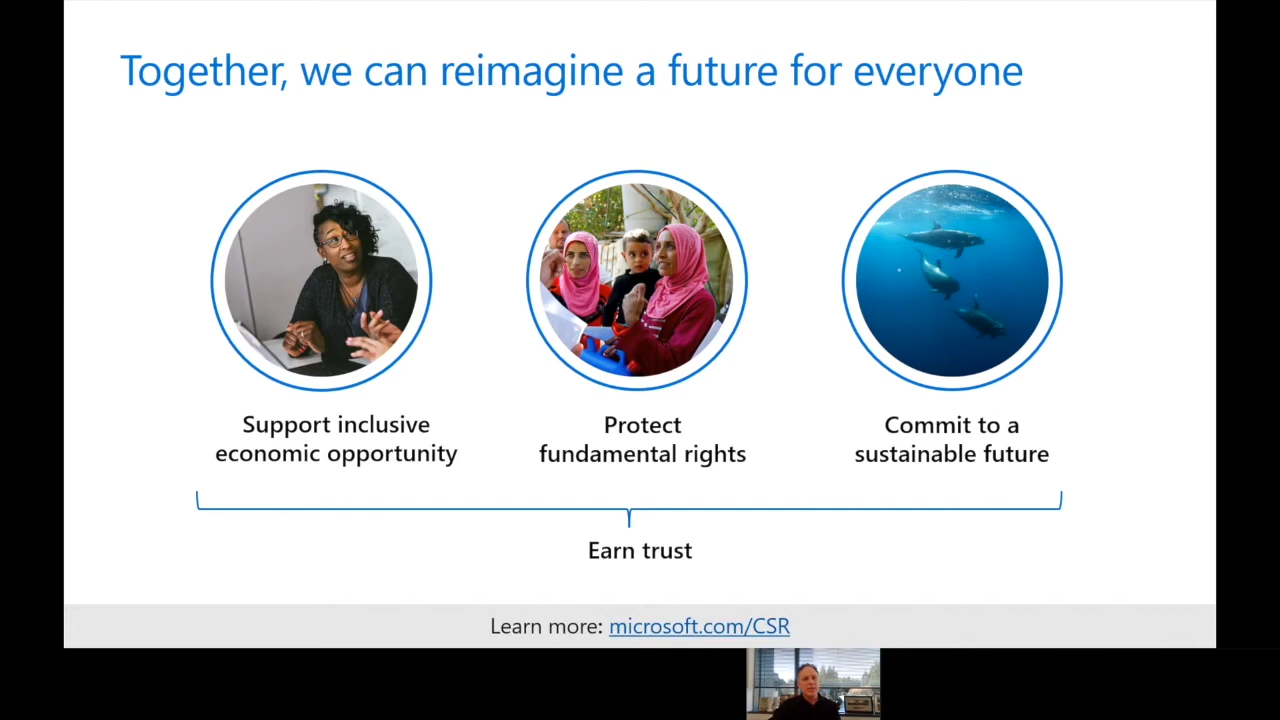 Together, we can reimagine a future for everyone
Support inclusive
economic opportunity
Protect
fundamental rights
Commit to a
sustainable future
Earn trust
Learn more: microsoft.com/CSR